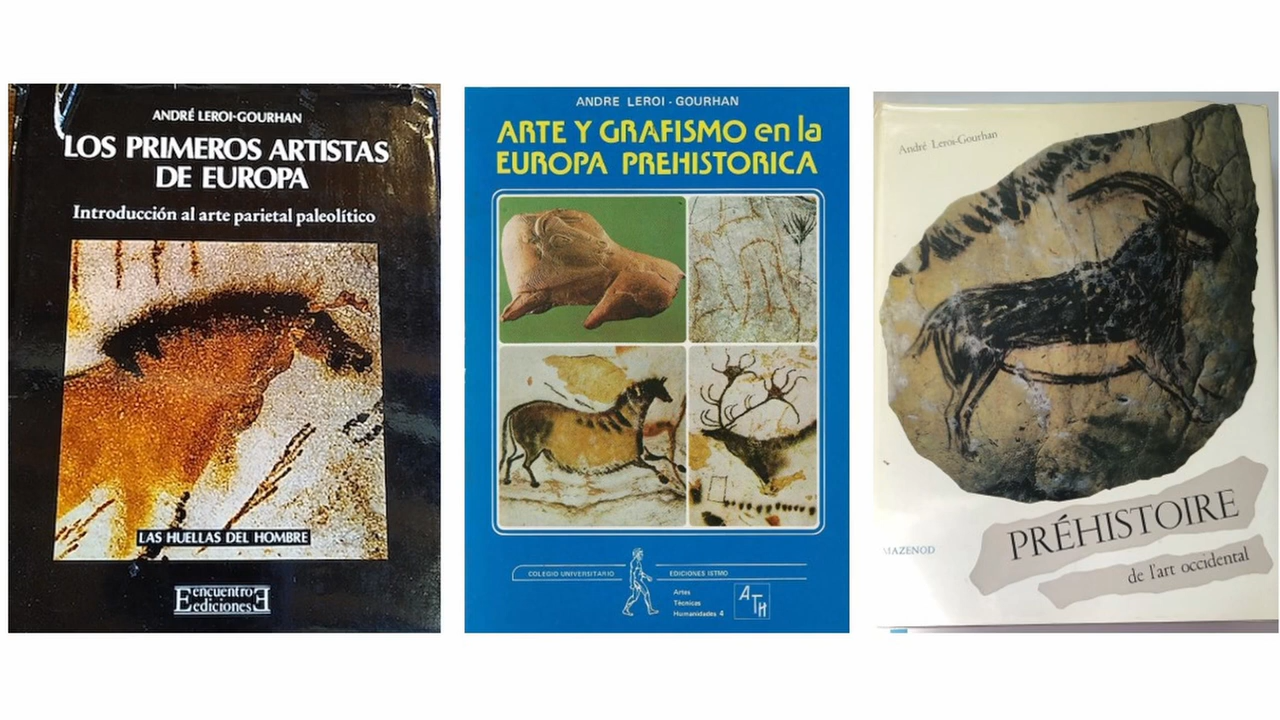 ANDRÉ LEROI-GOURHAN
LOS PRIMEROS ARTISTAS
DE EUROPA
Introducción al arte parietal paleolítico
LAS HUELLAS DEL HOMBRE
encuentro
ediciones
ANDRE LEROI - GOURHAN
ARTE Y GRAFISMO en la
EUROPA PREHISTORICA
COLEGIO UNIVERSITARIO
EDICIONES ISTMO
Artes
Técnicas
Humanidades 4
ATH
André Leroi-Gourhan
PRÉHISTOIRE
de l'art occidental
MAZENOD